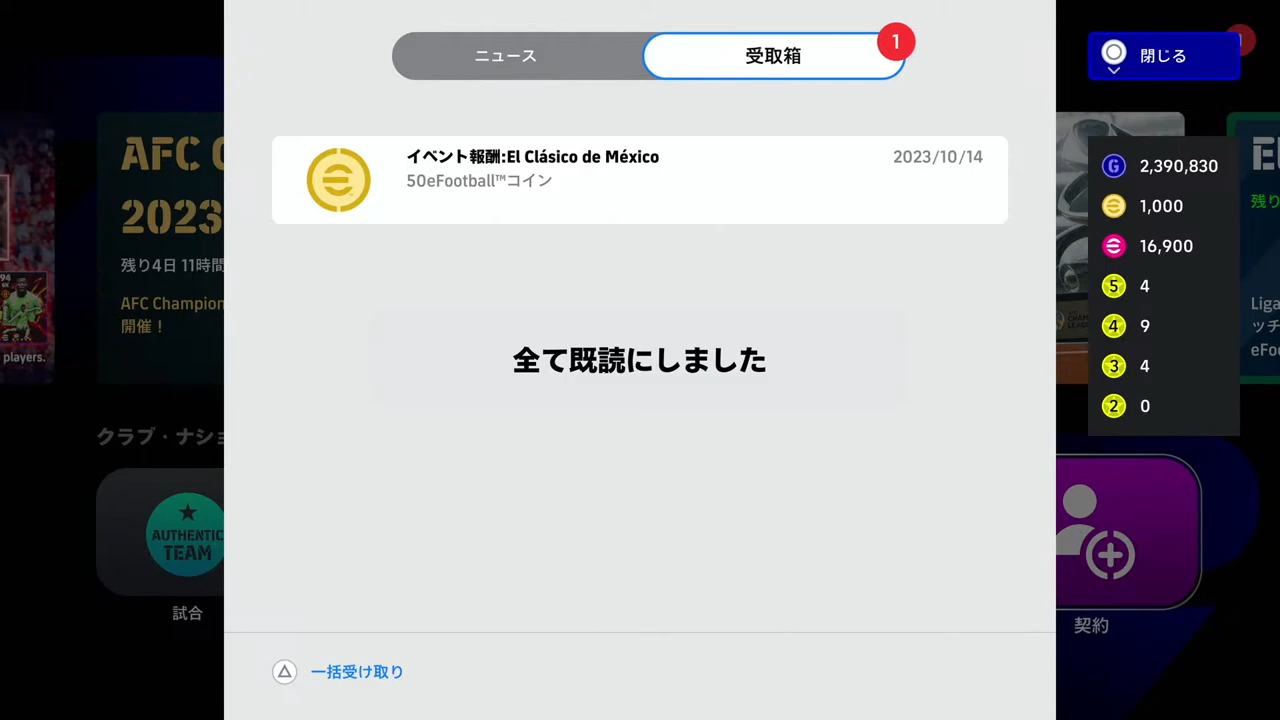 ニュース
受取箱
1
閉じる
イベント報酬:El Clásico de México
2023/10/14
50eFootball™コイン
全て既読にしました
一括受け取り
G 2,390,830
1,000
16,900
5 4
4 9
3 4
2 0
AFC C
2023
残り4日 11時間
AFC Champion
開催！
94
players.
クラブ・ナショ
AUTHENTIC
TEAM
試合
契約
残り
Liga
ッチ
eFoo